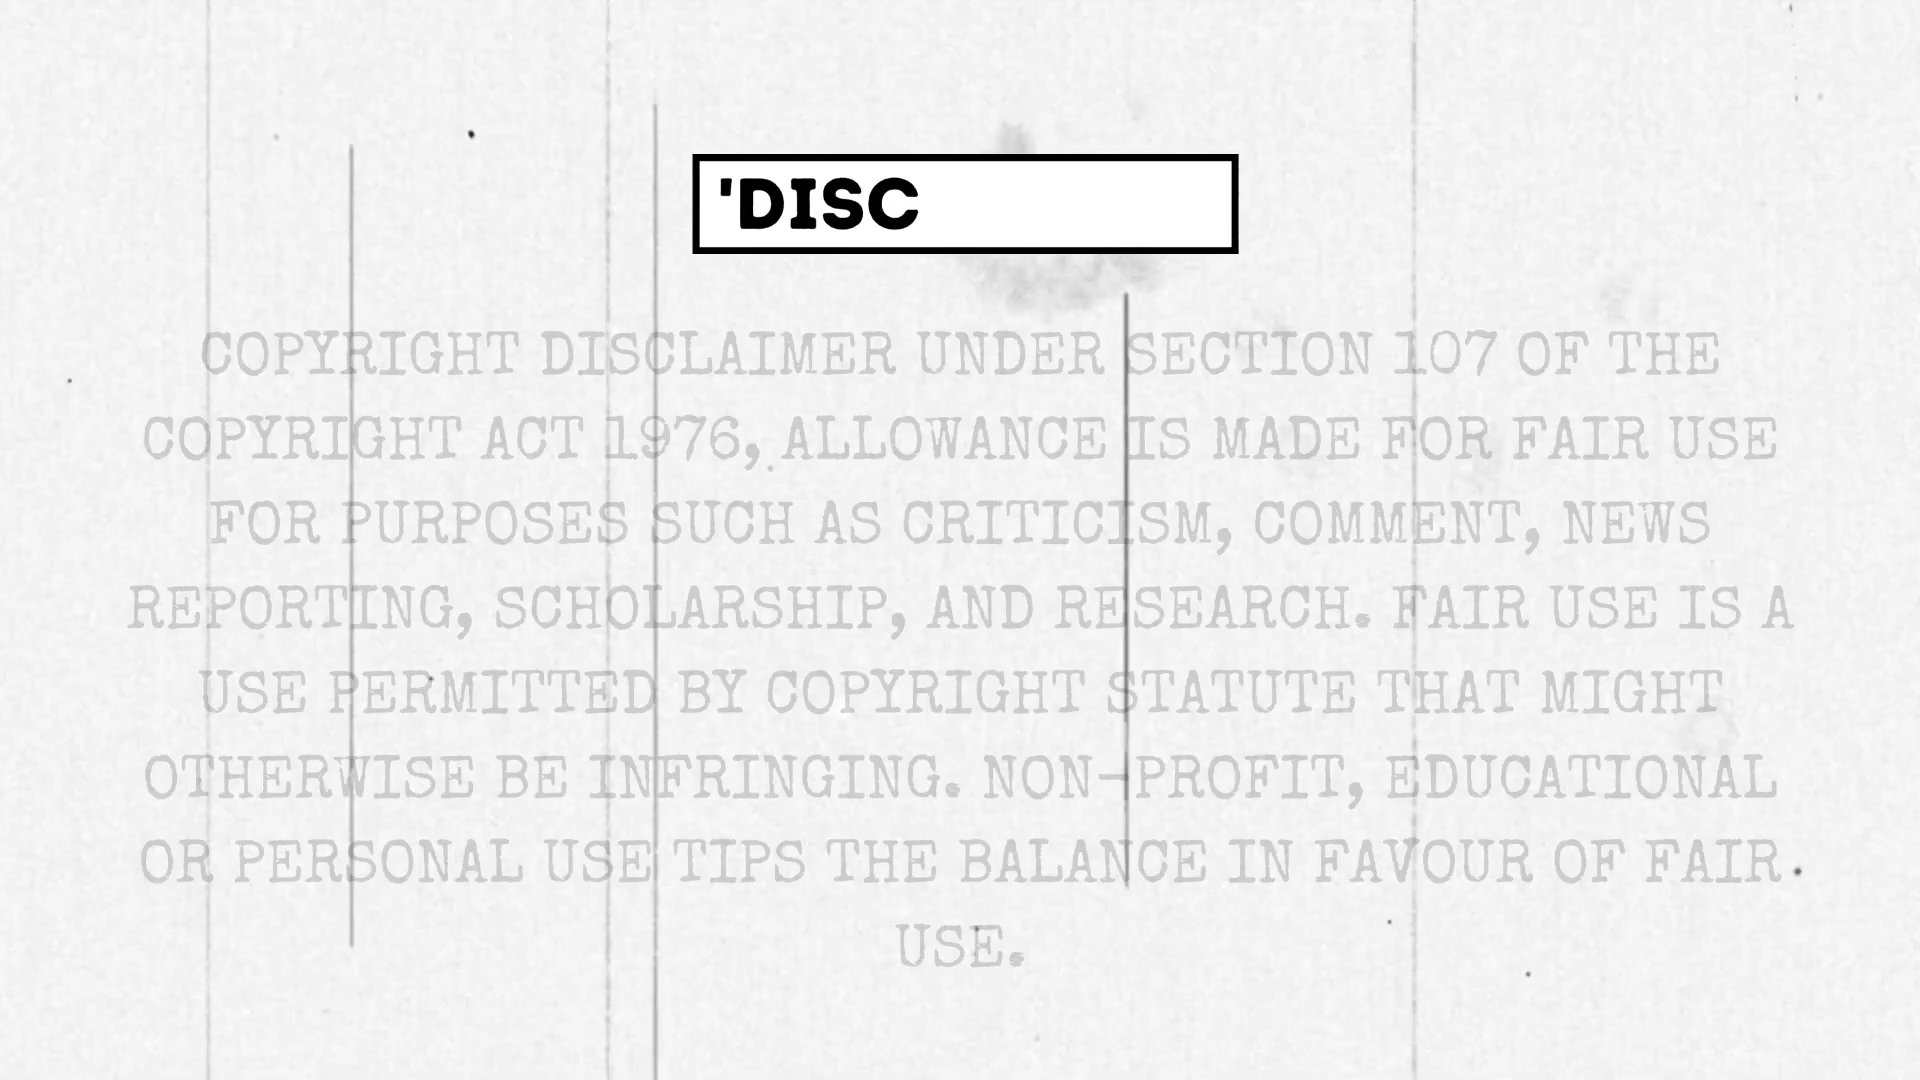 'DISC
COPYRIGHT DISCLAIMER UNDER SECTION 107 OF THE
COPYRIGHT ACT 1976, ALLOWANCE IS MADE FOR FAIR USE
FOR PURPOSES SUCH AS CRITICISM, COMMENT, NEWS
REPORTING, SCHOLARSHIP, AND RESEARCH. FAIR USE IS A
USE PERMITTED BY COPYRIGHT STATUTE THAT MIGHT
OTHERWISE BE INFRINGING. NON-PROFIT, EDUCATIONAL
OR PERSONAL USE TIPS THE BALANCE IN FAVOUR OF FAIR
USE.